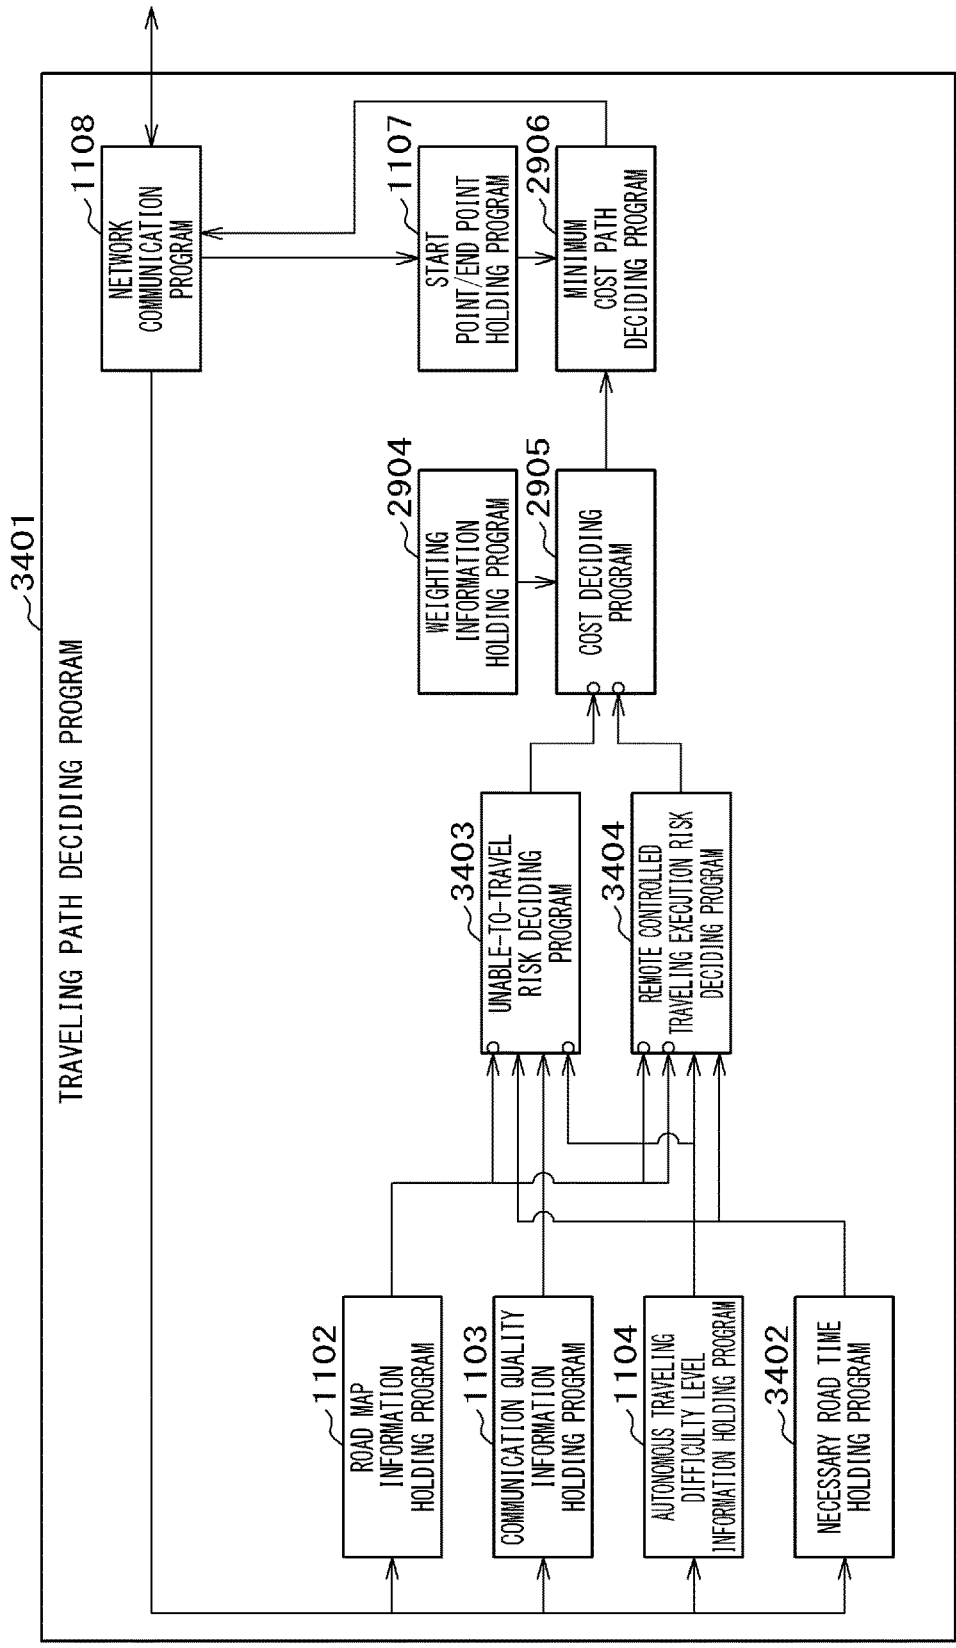 3401
TRAVELING PATH DECIDING PROGRAM
1108
NETWORK
COMMUNICATION
PROGRAM
1102
ROAD MAP
INFORMATION
HOLDING PROGRAM
1103
COMMUNICATION QUALITY
INFORMATION
HOLDING PROGRAM
1104
AUTONOMOUS TRAVELING
DIFFICULTY LEVEL
INFORMATION HOLDING PROGRAM
3402
NECESSARY ROAD TIME
HOLDING PROGRAM
3403
UNABLE-TO-TRAVEL
RISK DECIDING
PROGRAM
3404
REMOTE CONTROLLED
TRAVELING EXECUTION RISK
DECIDING PROGRAM
2904
WEIGHTING
INFORMATION
HOLDING PROGRAM
2905
COST DECIDING
PROGRAM
1107
START
POINT/END POINT
HOLDING PROGRAM
2906
MINIMUM
COST PATH
DECIDING PROGRAM